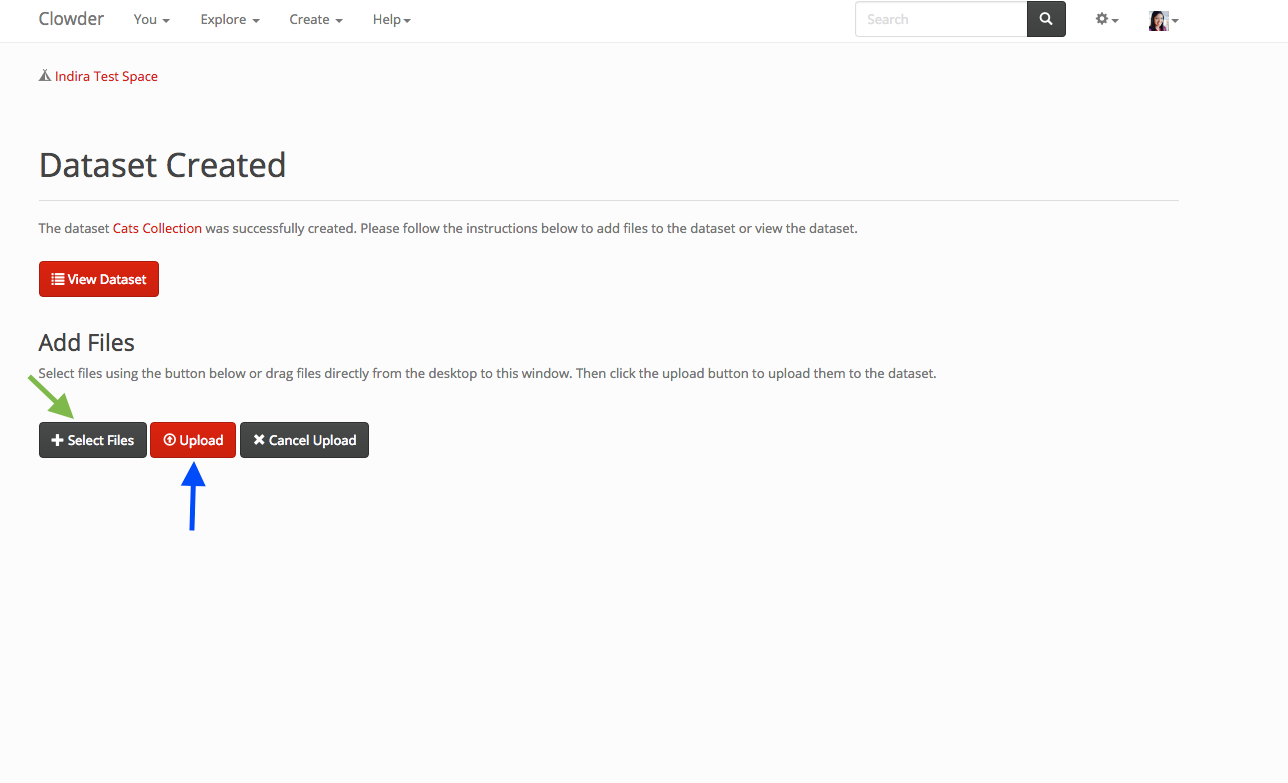 Clowder You Explore Create Help Search
Indira Test Space
Dataset Created
The dataset Cats Collection was successfully created. Please follow the instructions below to add files to the dataset or view the dataset.
View Dataset
Add Files
Select files using the button below or drag files directly from the desktop to this window. Then click the upload button to upload them to the dataset.
Select Files Upload Cancel Upload